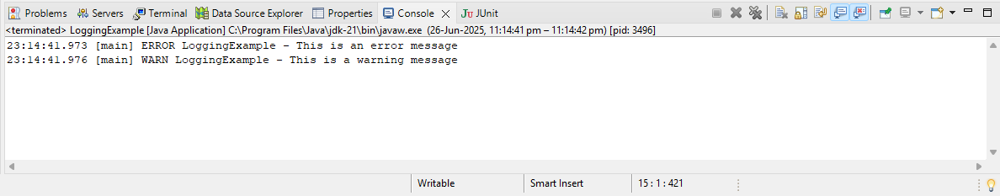 Problems Servers Terminal Data Source Explorer Properties Console JUnit
<terminated> LoggingExample [Java Application] C:\Program Files\Java\jdk-21\bin\javaw.exe (26-Jun-2025, 11:14:41 pm – 11:14:42 pm) [pid: 3496]
23:14:41.973 [main] ERROR LoggingExample - This is an error message
23:14:41.976 [main] WARN LoggingExample - This is a warning message
Writable Smart Insert 15 : 1 : 421